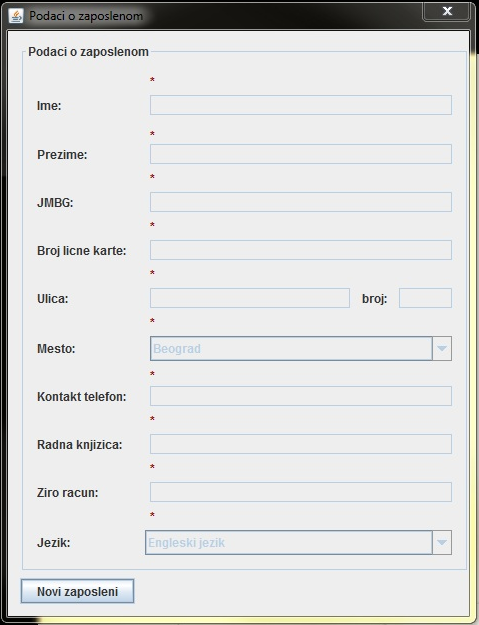 Podaci o zaposlenom
Podaci o zaposlenom
*
Ime:
*
Prezime:
*
JMBG:
*
Broj licne karte:
*
Ulica: broj:
*
Mesto: Beograd
*
Kontakt telefon:
*
Radna knjizica:
*
Ziro racun:
*
Jezik: Engleski jezik
Novi zaposleni